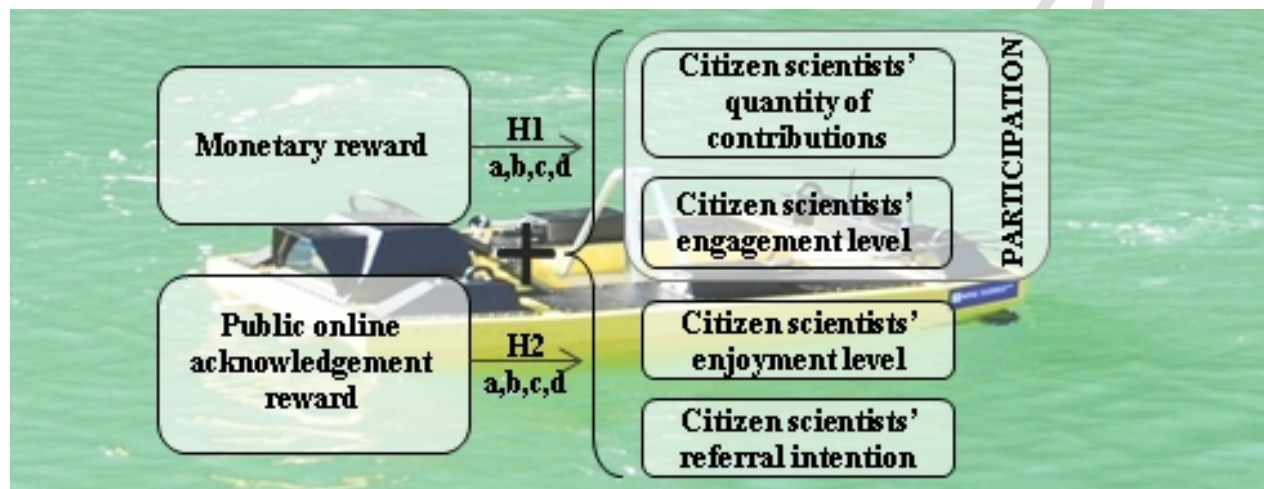 Monetary reward
H1
a,b,c,d
Public online
acknowledgement
reward
H2
a,b,c,d
+
Citizen scientists’
quantity of
contributions
Citizen scientists’
engagement level
PARTICIPATION
Citizen scientists’
enjoyment level
Citizen scientists’
referral intention